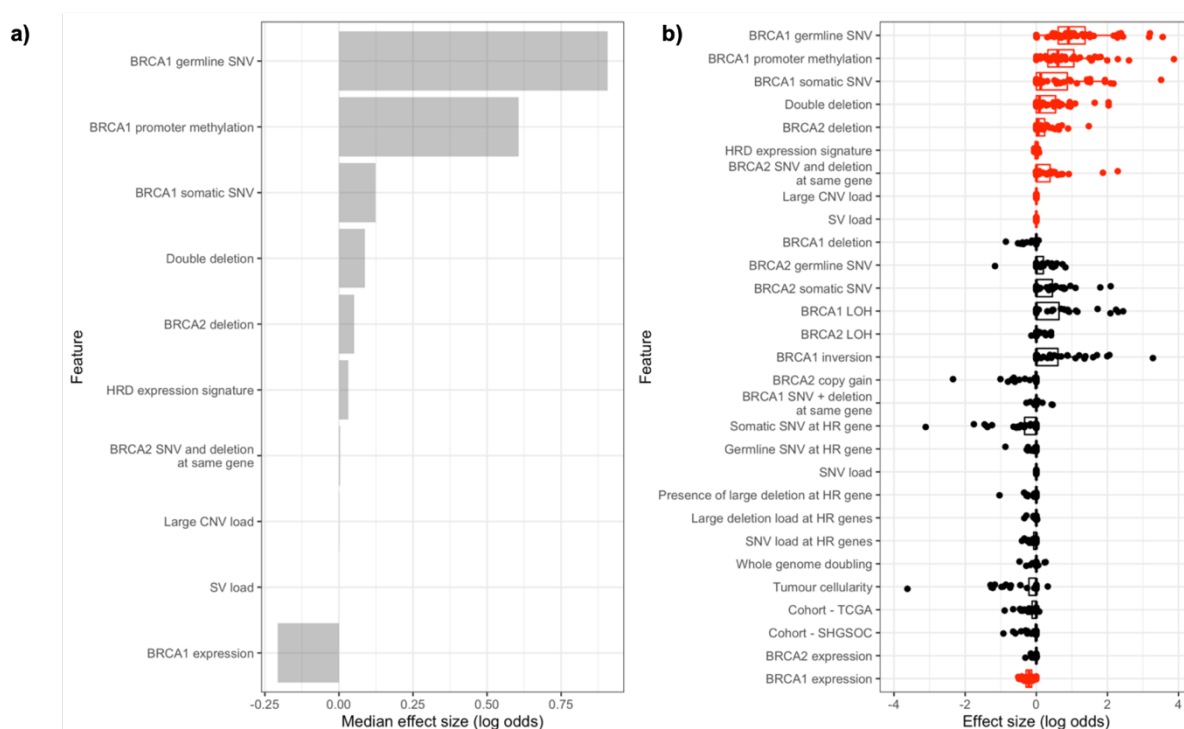 a)
BRCA1 germline SNV
BRCA1 promoter methylation
BRCA1 somatic SNV
Double deletion
BRCA2 deletion
HRD expression signature
BRCA2 SNV and deletion
at same gene
Large CNV load
SV load
BRCA1 expression
Feature
-0.25
0.00
0.25
0.50
0.75
Median effect size (log odds)
b)
BRCA1 germline SNV
BRCA1 promoter methylation
BRCA1 somatic SNV
Double deletion
BRCA2 deletion
HRD expression signature
BRCA2 SNV and deletion
at same gene
Large CNV load
SV load
BRCA1 deletion
BRCA2 germline SNV
BRCA2 somatic SNV
BRCA1 LOH
BRCA2 LOH
BRCA1 inversion
BRCA2 copy gain
BRCA1 SNV + deletion
at same gene
Somatic SNV at HR gene
Germline SNV at HR gene
SNV load
Presence of large deletion at HR gene
Large deletion load at HR genes
SNV load at HR genes
Whole genome doubling
Tumour cellularity
Cohort - TCGA
Cohort - SHGSOC
BRCA2 expression
BRCA1 expression
Feature
-4
-2
0
2
4
Effect size (log odds)